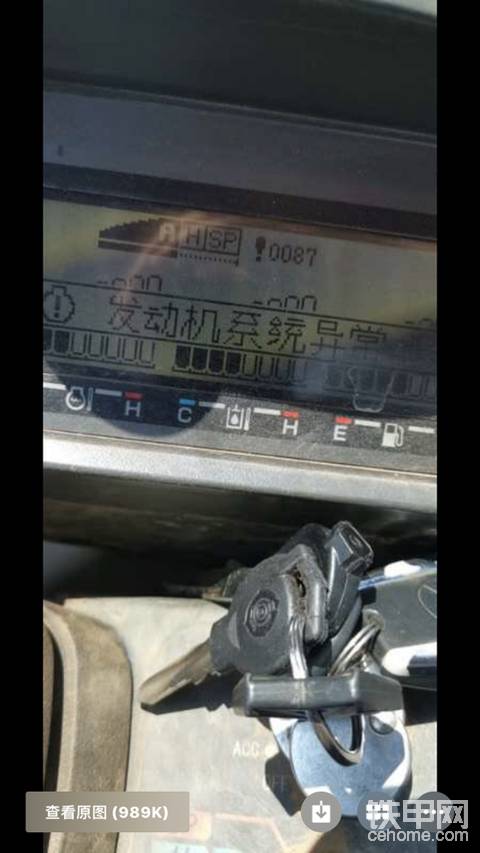 A H SP 0087
发动机系统异常
H C H E
ACC
查看原图 (989K)
铁甲网
cehome.com